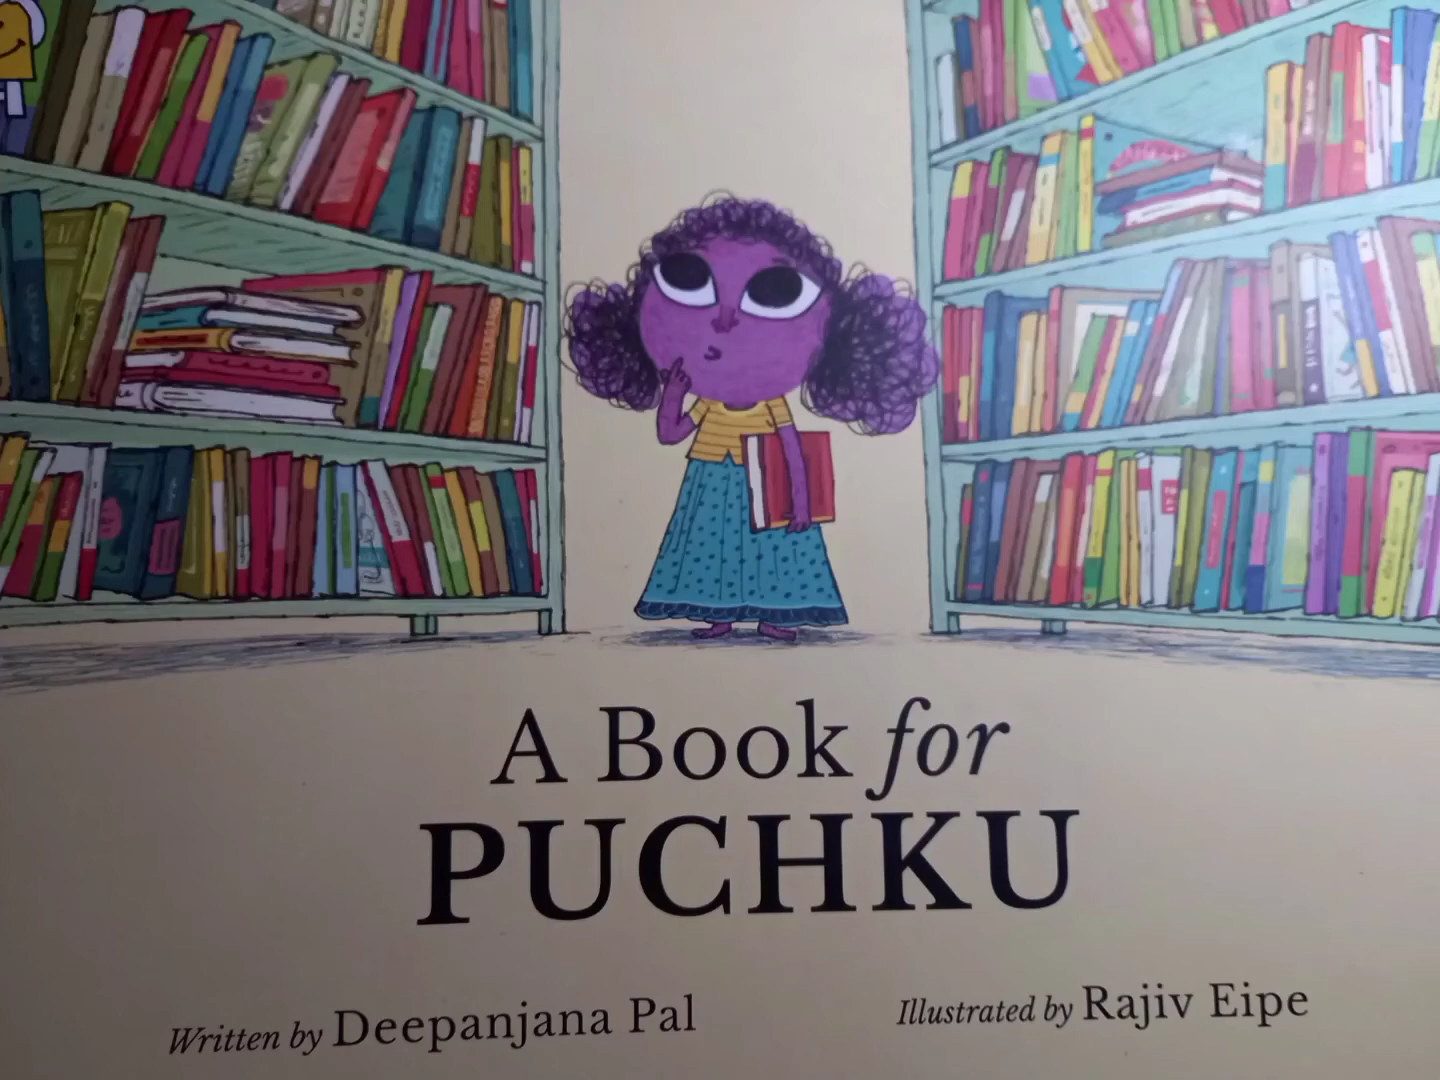 A Book for
PUCHKU
Written by Deepanjana Pal
Illustrated by Rajiv Eipe